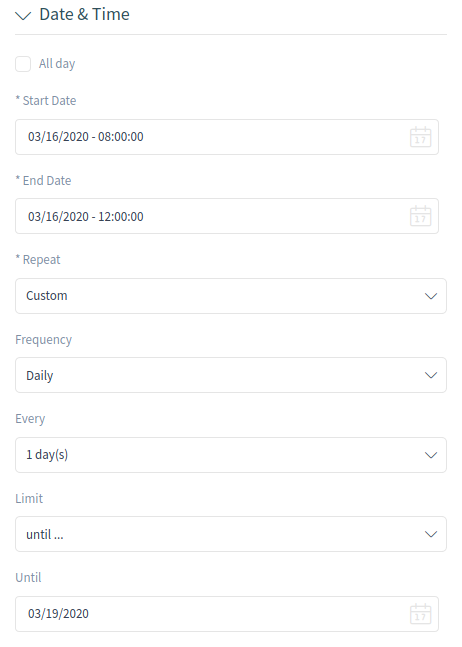 Date & Time
All day
* Start Date
03/16/2020 - 08:00:00
17
* End Date
03/16/2020 - 12:00:00
17
* Repeat
Custom
Frequency
Daily
Every
1 day(s)
Limit
until ...
Until
03/19/2020
17